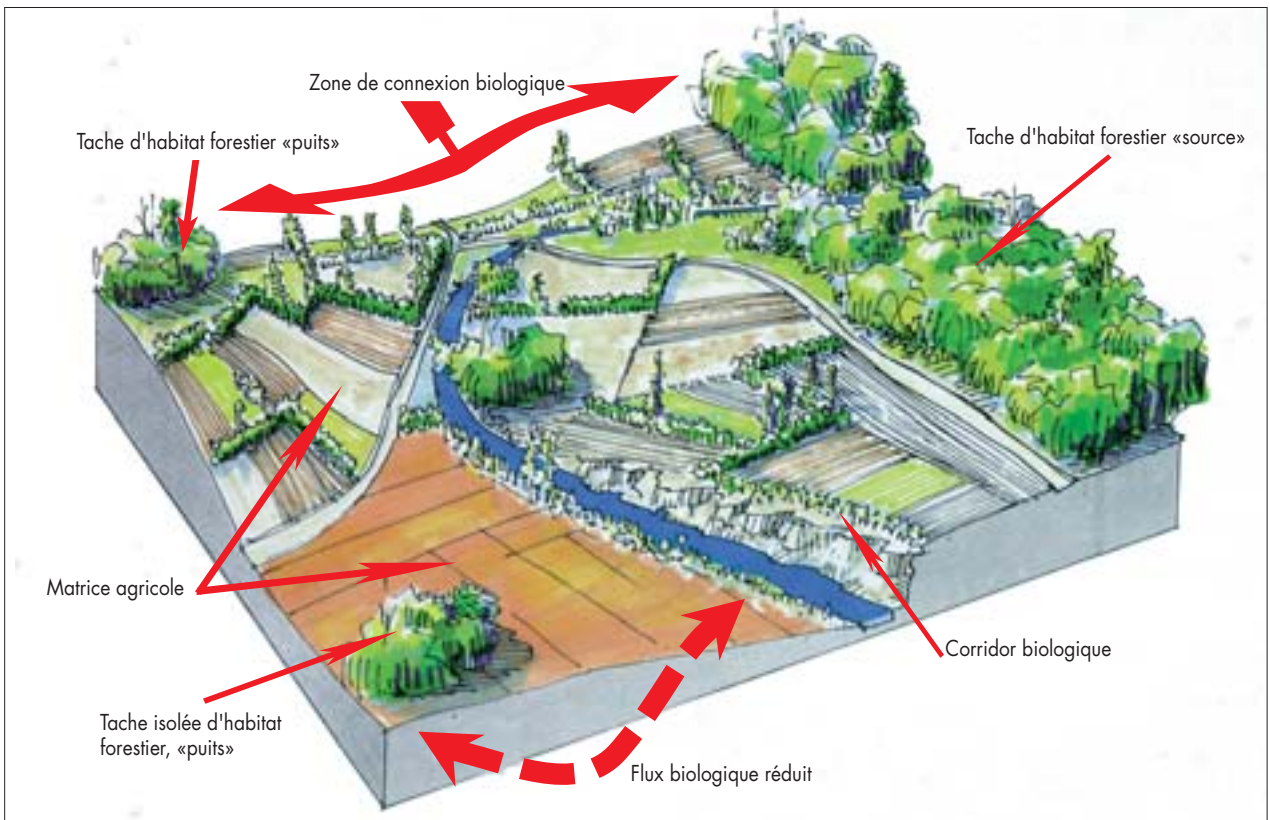 Zone de connexion biologique
Tache d'habitat forestier «puits»
Tache d'habitat forestier «source»
Matrice agricole
Corridor biologique
Tache isolée d'habitat
forestier, «puits»
Flux biologique réduit